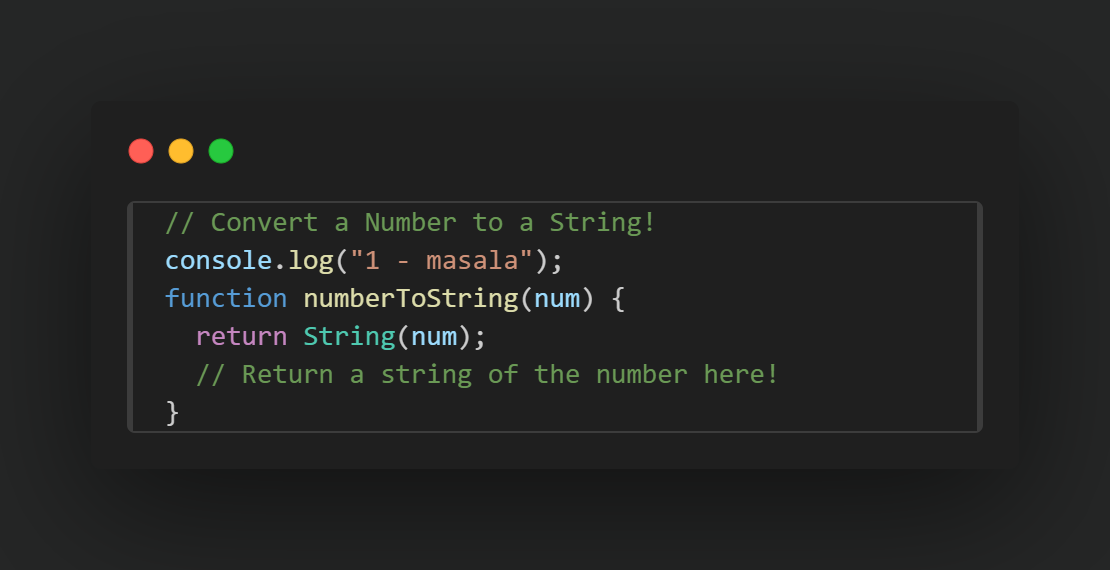 // Convert a Number to a String!
console.log("1 - masala");
function numberToString(num) {
  return String(num);
  // Return a string of the number here!
}